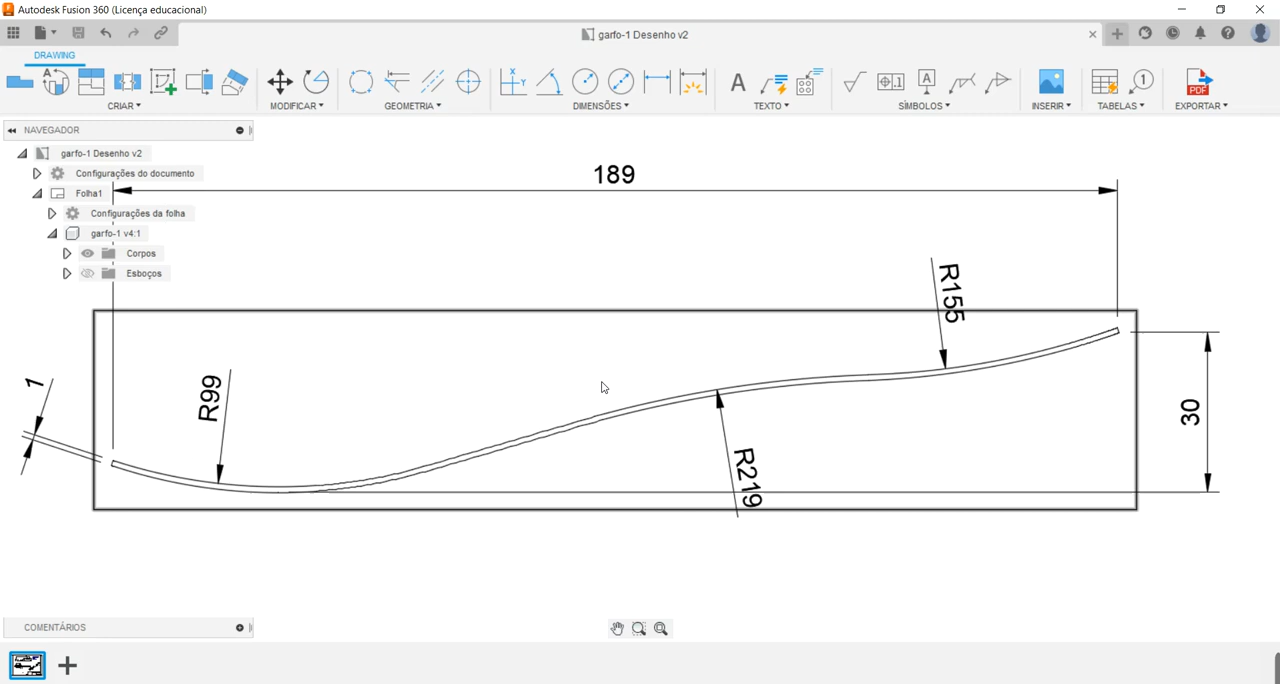 Autodesk Fusion 360 (Licença educacional)
garfo-1 Desenho v2
DRAWING
CRIAR
MODIFICAR
GEOMETRIA
DIMENSÕES
TEXTO
SÍMBOLOS
INSERIR
TABELAS
EXPORTAR
NAVEGADOR
garfo-1 Desenho v2
Configurações do documento
Folha1
Configurações da folha
garfo-1 v4:1
Corpos
Esboços
189
R155
1
R99
30
R219
COMENTÁRIOS